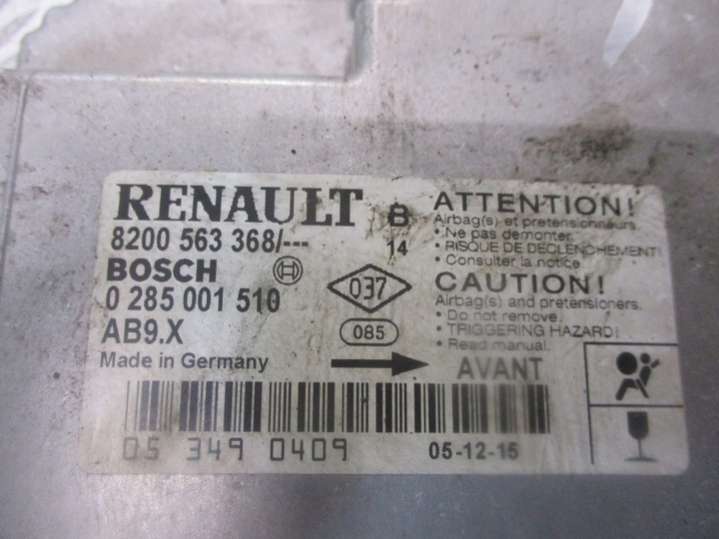 RENAULT
8200 563 368/---
BOSCH
0 285 001 510
AB9.X
Made in Germany
B
14
037
085
ATTENTION!
Airbag(s) et pretensionneurs
• Ne pas demonter.
• RISQUE DE DECLENCHEMENT!
• Consulter la notice
CAUTION!
Airbag(s) and pretensioners.
• Do not remove.
• TRIGGERING HAZARD!
• Read manual.
AVANT
05 349 0409
05-12-15